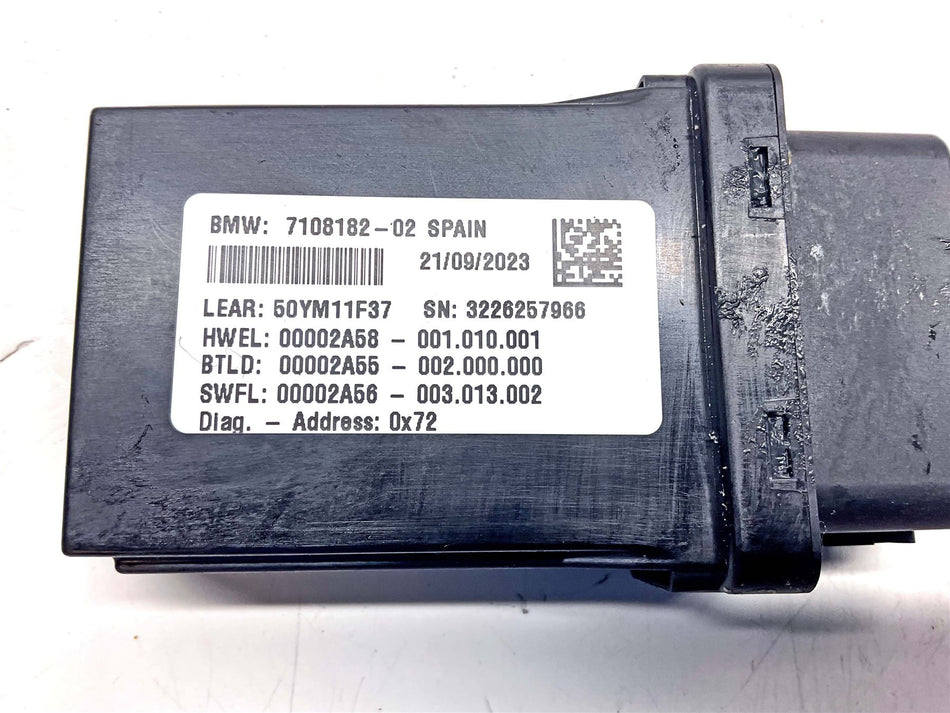 BMW: 7108182-02 SPAIN
21/09/2023
LEAR: 50YM11F37 SN: 3226257966
HWEL: 00002A58 - 001.010.001
BTLD: 00002A55 - 002.000.000
SWFL: 00002A56 - 003.013.002
Diag. - Address: 0x72